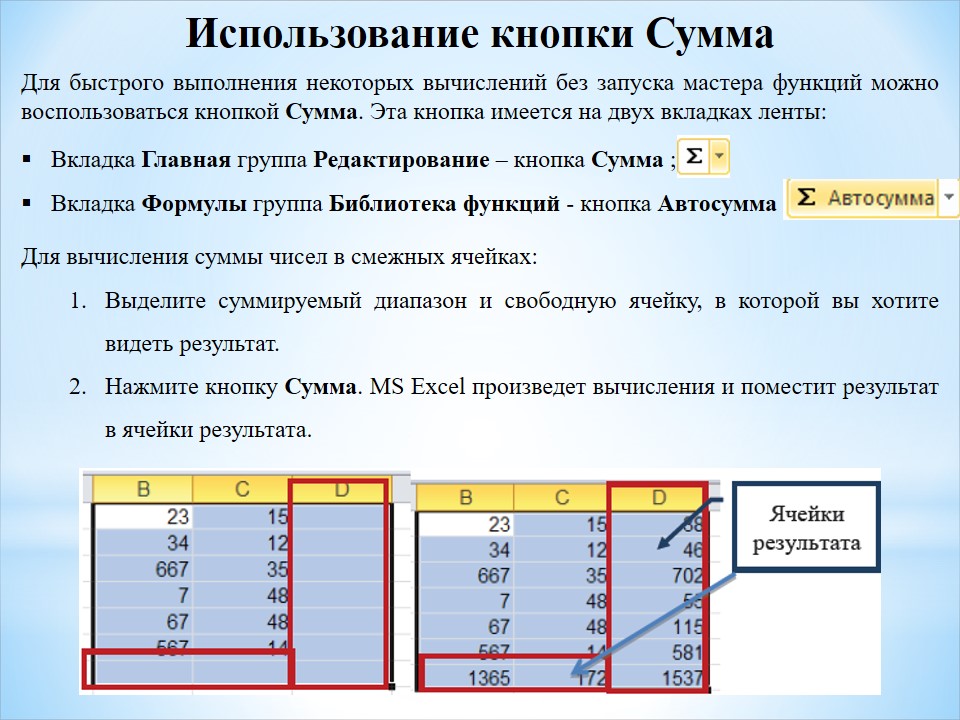 Использование кнопки Сумма
Для быстрого выполнения некоторых вычислений без запуска мастера функций можно
воспользоваться кнопкой Сумма. Эта кнопка имеется на двух вкладках ленты:
▪ Вкладка Главная группа Редактирование – кнопка Сумма ; Σ
▪ Вкладка Формулы группа Библиотека функций - кнопка Автосумма Σ Автосумма
Для вычисления суммы чисел в смежных ячейках:
1. Выделите суммируемый диапазон и свободную ячейку, в которой вы хотите
видеть результат.
2. Нажмите кнопку Сумма. MS Excel произведет вычисления и поместит результат
в ячейки результата.
B C D
23 15
34 12
667 35
7 48
67 48
567 14
B C D
23 15 38
34 12 46
667 35 702
7 48 55
67 48 115
567 14 581
1365 172 1537
Ячейки
результата